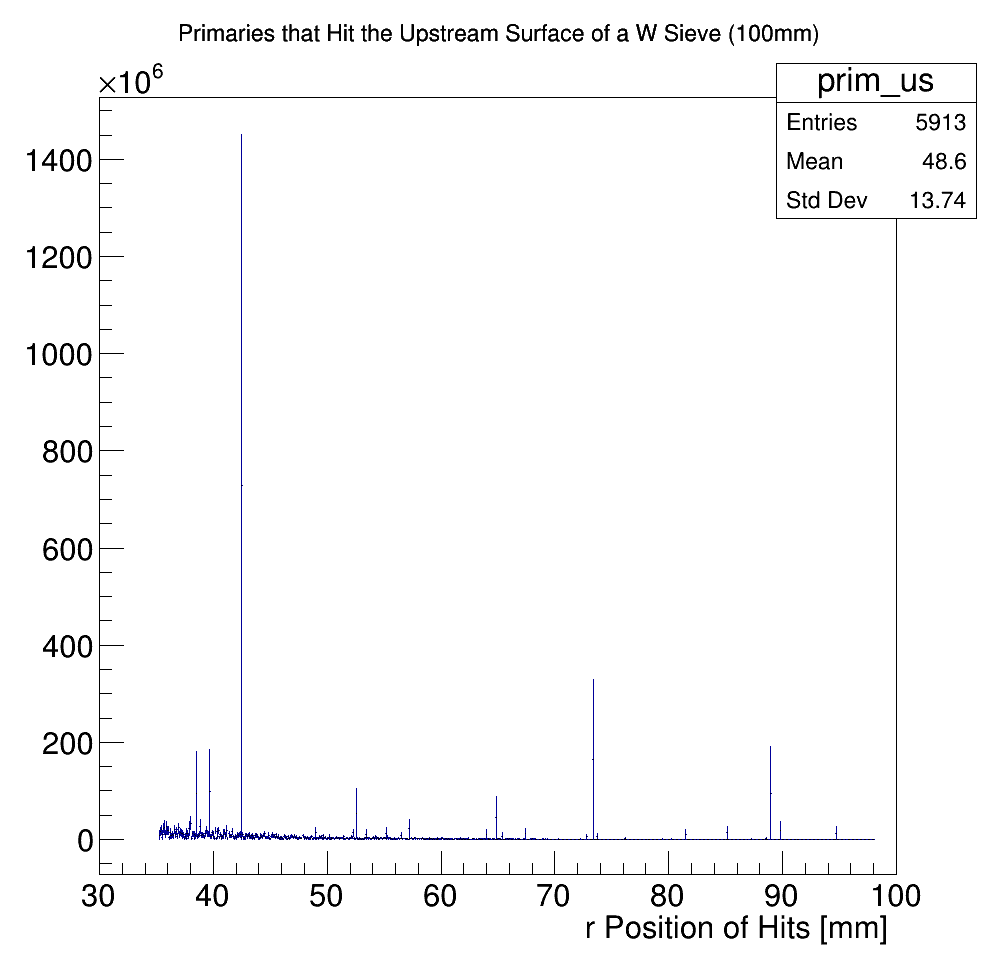 Primaries that Hit the Upstream Surface of a W Sieve (100mm)
×10⁶
prim_us
Entries 5913
Mean 48.6
Std Dev 13.74
1400
1200
1000
800
600
400
200
0
30 40 50 60 70 80 90 100
r Position of Hits [mm]